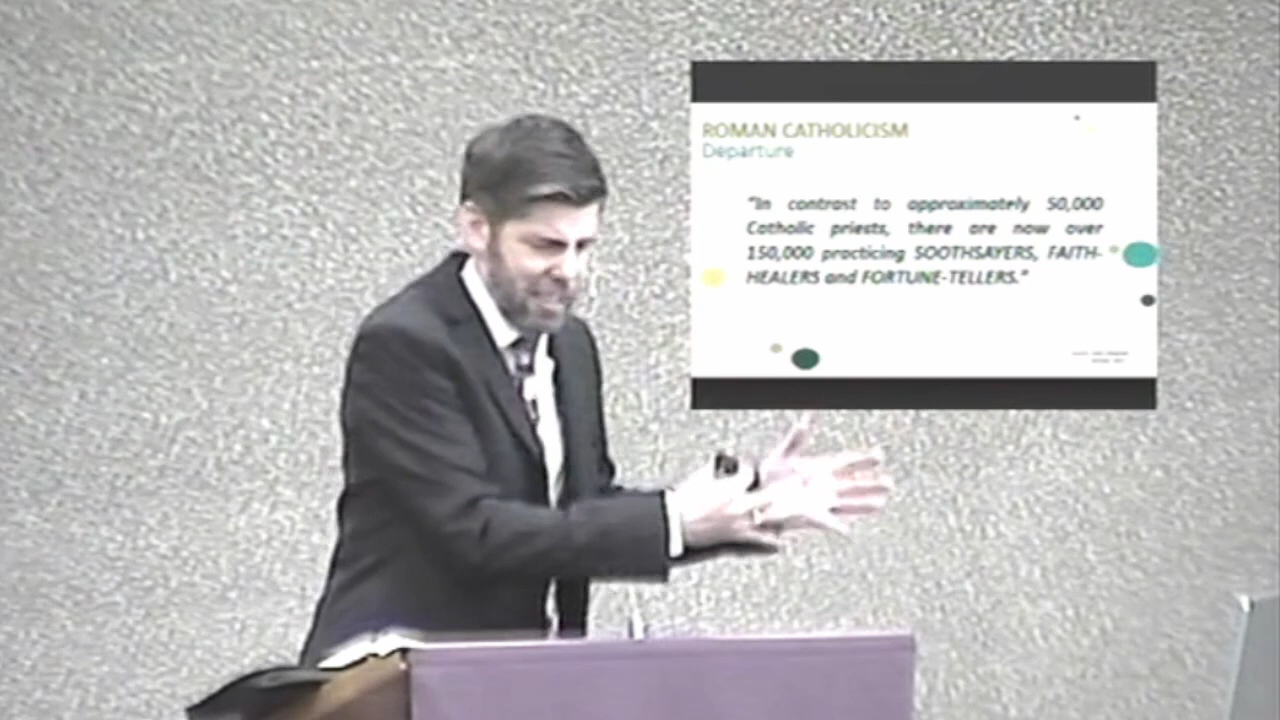 ROMAN CATHOLICISM
Departure
"In contrast to approximately 50,000
Catholic priests, there are now over
150,000 practicing SOOTHSAYERS, FAITH-
HEALERS and FORTUNE-TELLERS."